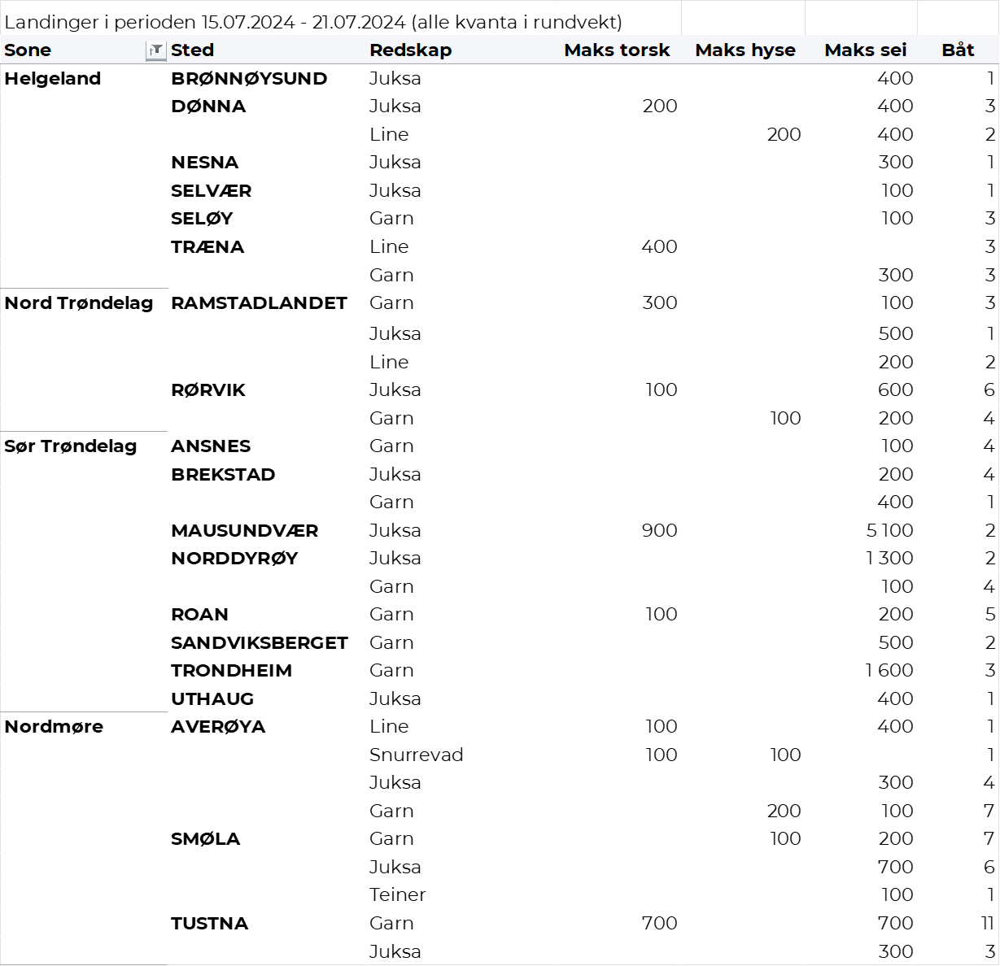 Landinger i perioden 15.07.2024 - 21.07.2024 (alle kvanta i rundvekt)
Sone Sted Redskap Maks torsk Maks hyse Maks sei Båt
Helgeland BRØNNØYSUND Juksa 400 1
DØNNA Juksa 200 400 3
Line 200 400 2
NESNA Juksa 300 1
SELVÆR Juksa 100 1
SELØY Garn 100 3
TRÆNA Line 400 3
Garn 300 3
Nord Trøndelag RAMSTADLANDET Garn 300 100 3
Juksa 500 1
Line 200 2
RØRVIK Juksa 100 600 6
Garn 100 200 4
Sør Trøndelag ANSNES Garn 100 4
BREKSTAD Juksa 200 4
Garn 400 1
MAUSUNDVÆR Juksa 900 5 100 2
NORDDYRØY Juksa 1 300 2
Garn 100 4
ROAN Garn 100 200 5
SANDVIKSBERGET Garn 500 2
TRONDHEIM Garn 1 600 3
UTHAUG Juksa 400 1
Nordmøre AVERØYA Line 100 400 1
Snurrevad 100 100 1
Juksa 300 4
Garn 200 100 7
SMØLA Garn 100 200 7
Juksa 700 6
Teiner 100 1
TUSTNA Garn 700 700 11
Juksa 300 3